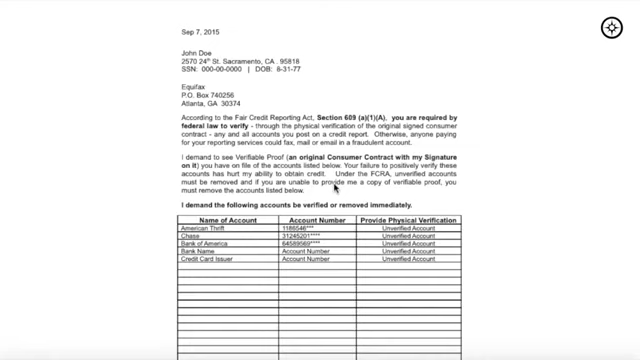 Sep 7, 2015
John Doe
2570 24th St. Sacramento, CA . 95818
SSN: 000-00-0000 | DOB: 6-31-77
Equifax
P.O. Box 740256
Atlanta, GA 30374
According to the Fair Credit Reporting Act, Section 609 (a)(1)(A), you are required by
federal law to verify - through the physical verification of the original signed consumer
contract - any and all accounts you post on a credit report. Otherwise, anyone paying
for your reporting services could fax, mail or email in a fraudulent account.
I demand to see Verifiable Proof (an original Consumer Contract with my Signature
on it) you have on file of the accounts listed below. Your failure to positively verify these
accounts has hurt my ability to obtain credit. Under the FCRA, unverified accounts
must be removed and if you are unable to provide me a copy of verifiable proof, you
must remove the accounts listed below.
I demand the following accounts be verified or removed immediately.
Name of Account Account Number Provide Physical Verification
American Thrift 1186546*** Unverified Account
Chase 31245201**** Unverified Account
Bank of America 64589569**** Unverified Account
Bank Name Account Number Unverified Account
Credit Card Issuer Account Number Unverified Account